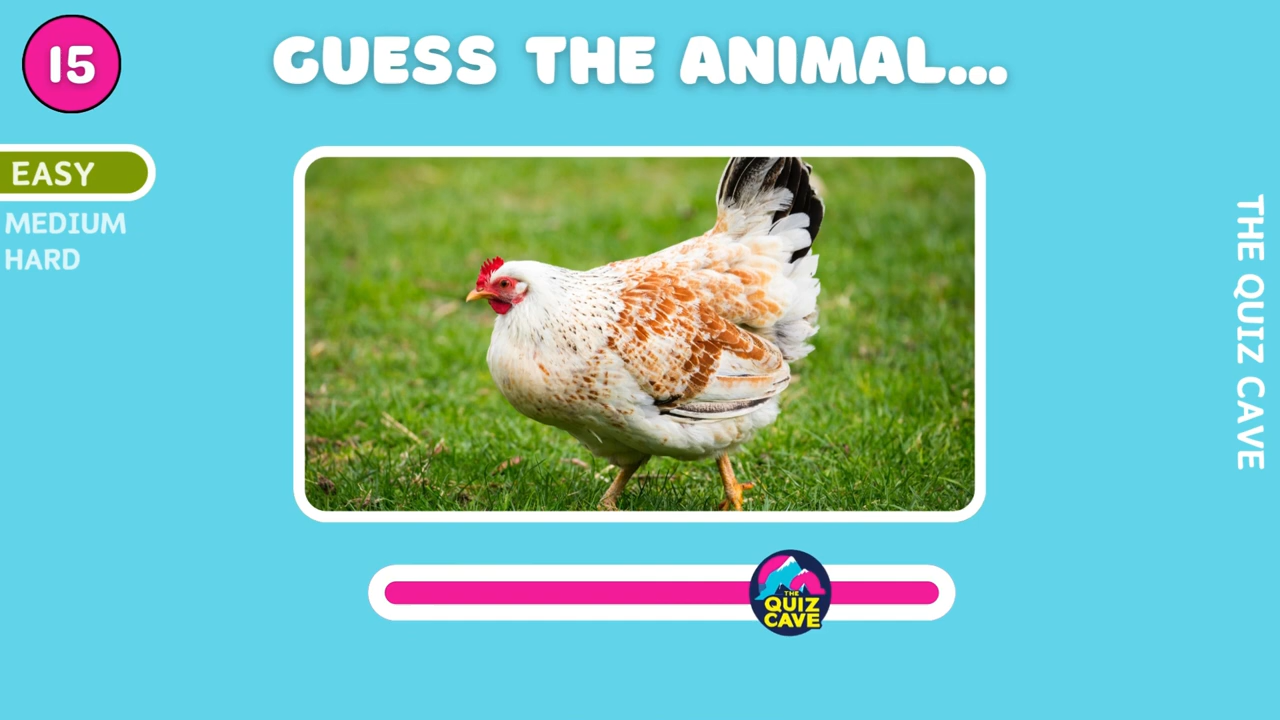 15
GUESS THE ANIMAL...
EASY
MEDIUM
HARD
THE QUIZ CAVE
THE
QUIZ
CAVE